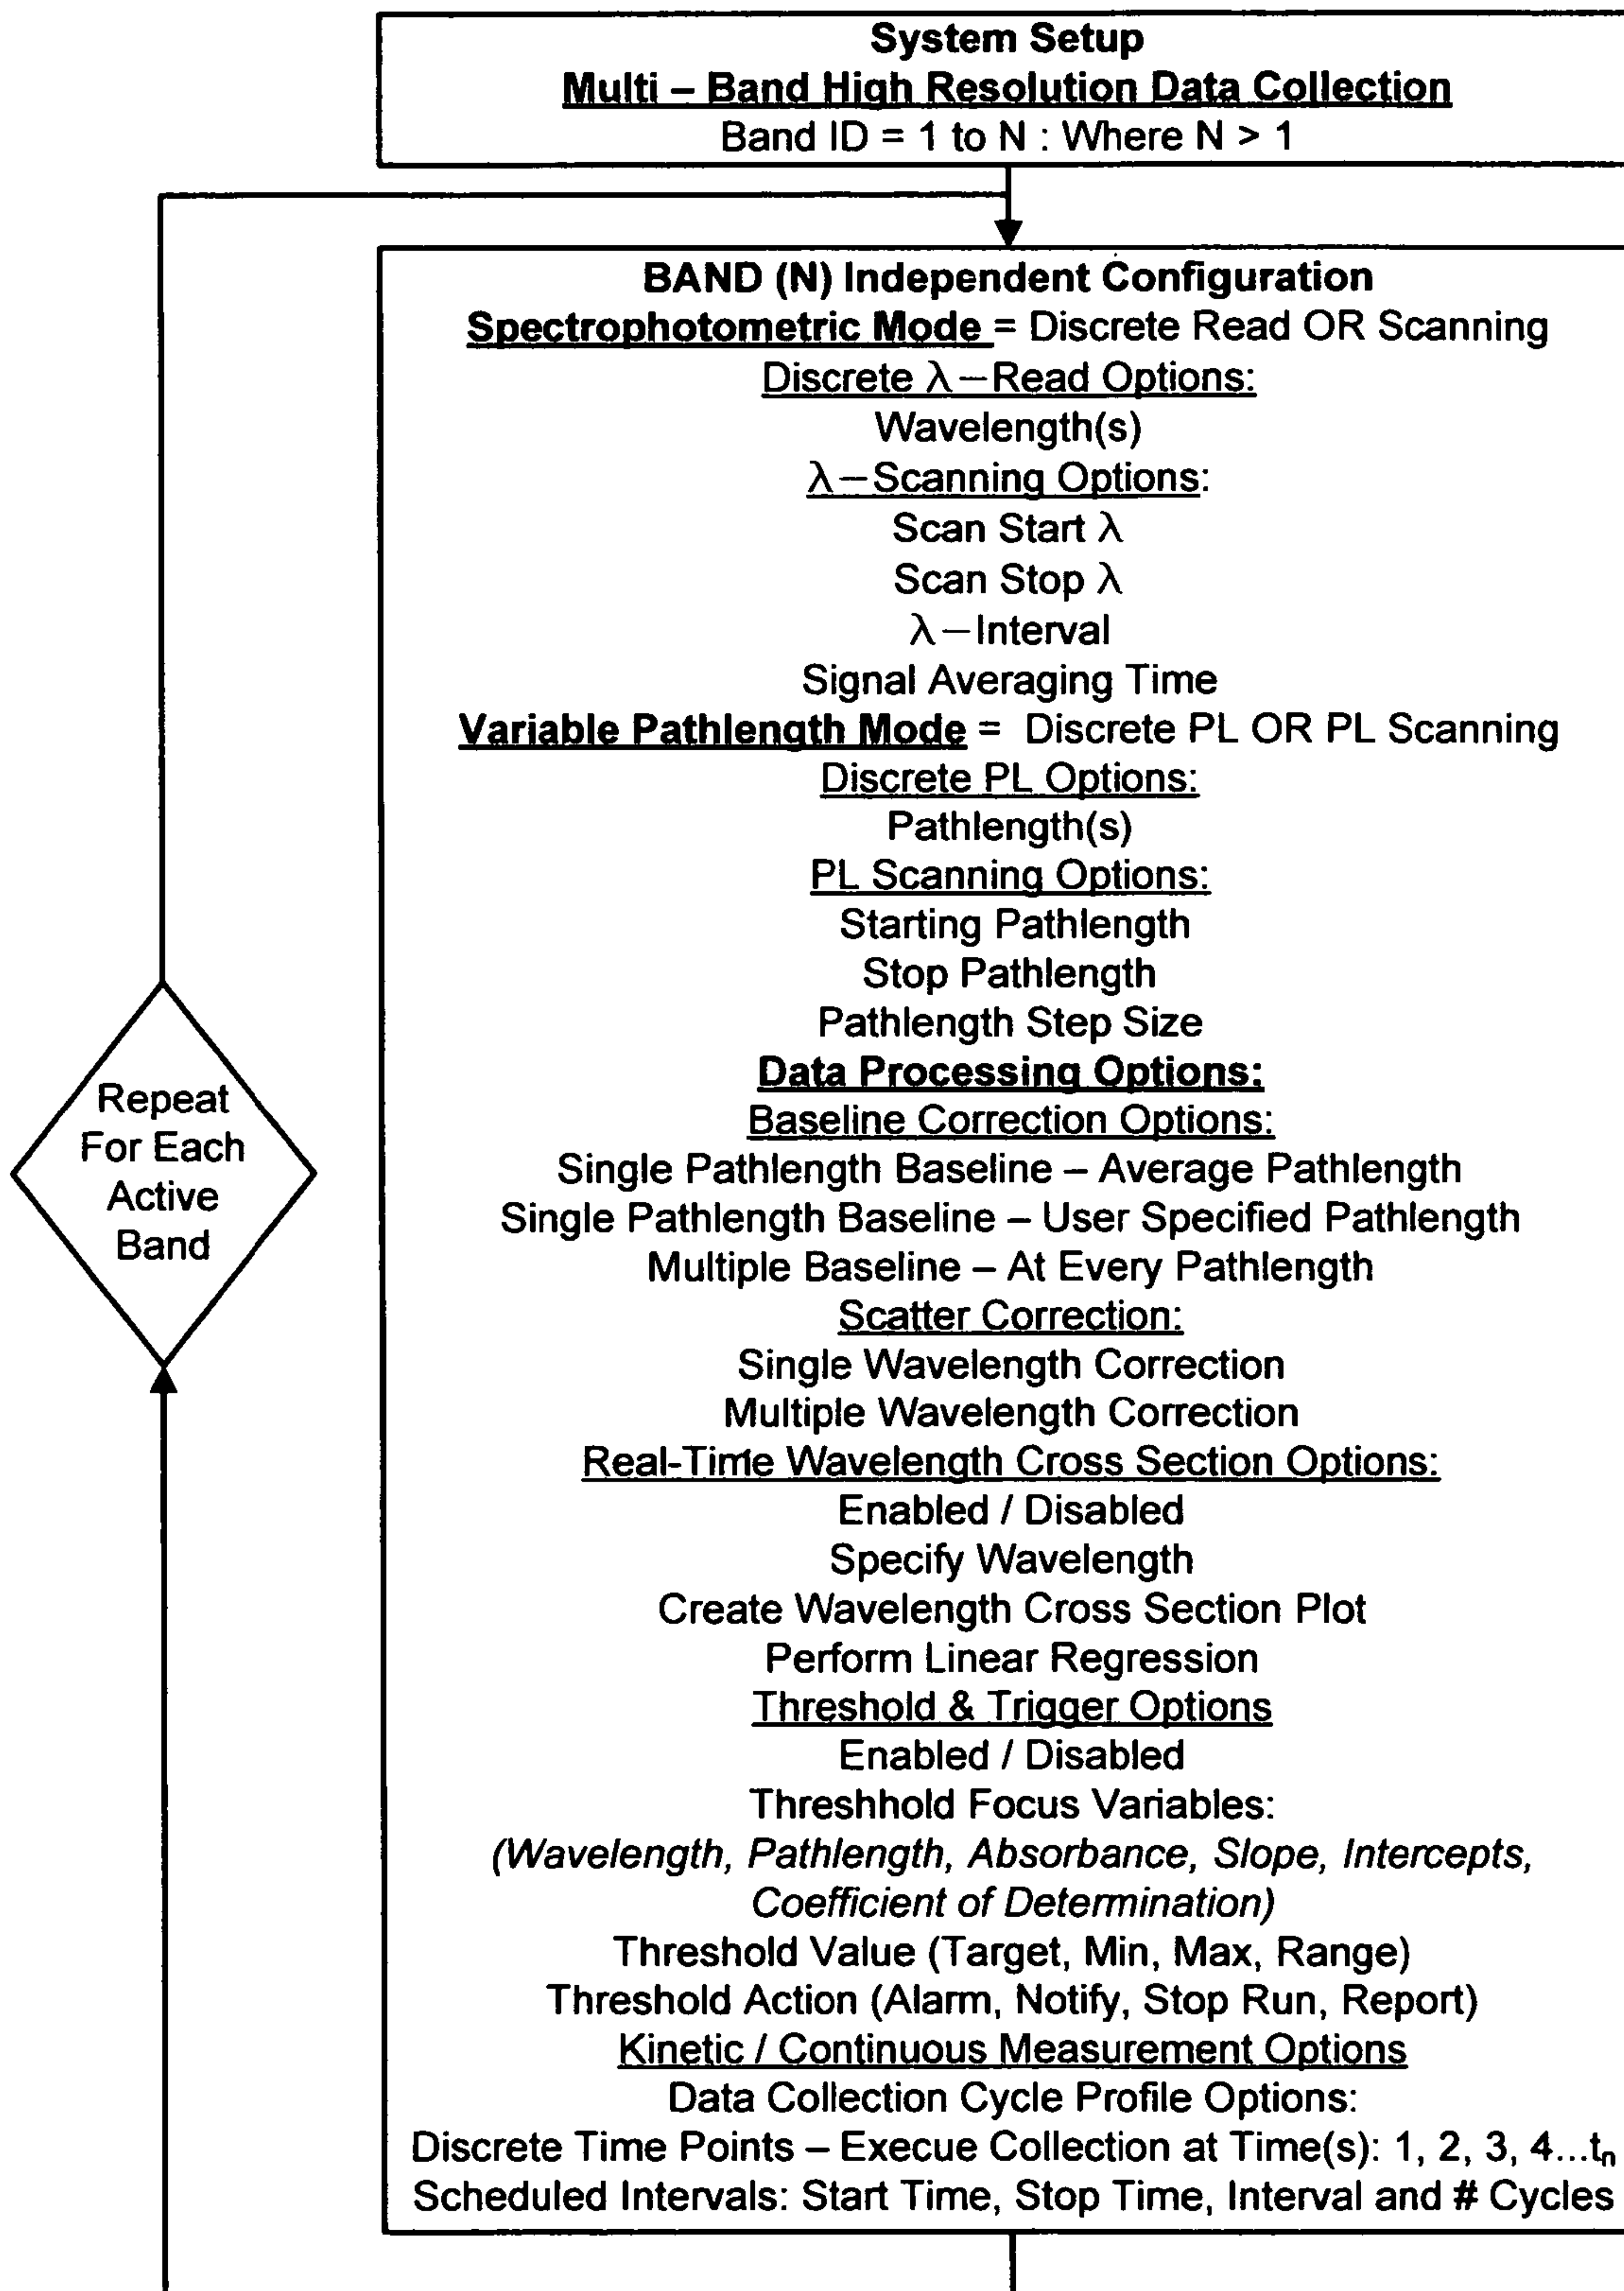 System Setup
Multi – Band High Resolution Data Collection
Band ID = 1 to N : Where N > 1
BAND (N) Independent Configuration
Spectrophotometric Mode = Discrete Read OR Scanning
Discrete λ–Read Options:
Wavelength(s)
λ–Scanning Options:
Scan Start λ
Scan Stop λ
λ–Interval
Signal Averaging Time
Variable Pathlength Mode = Discrete PL OR PL Scanning
Discrete PL Options:
Pathlength(s)
PL Scanning Options:
Starting Pathlength
Stop Pathlength
Pathlength Step Size
Data Processing Options:
Baseline Correction Options:
Single Pathlength Baseline – Average Pathlength
Single Pathlength Baseline – User Specified Pathlength
Multiple Baseline – At Every Pathlength
Scatter Correction:
Single Wavelength Correction
Multiple Wavelength Correction
Real-Time Wavelength Cross Section Options:
Enabled / Disabled
Specify Wavelength
Create Wavelength Cross Section Plot
Perform Linear Regression
Threshold & Trigger Options
Enabled / Disabled
Threshhold Focus Variables:
(Wavelength, Pathlength, Absorbance, Slope, Intercepts,
Coefficient of Determination)
Threshold Value (Target, Min, Max, Range)
Threshold Action (Alarm, Notify, Stop Run, Report)
Kinetic / Continuous Measurement Options
Data Collection Cycle Profile Options:
Discrete Time Points – Execue Collection at Time(s): 1, 2, 3, 4...tn
Scheduled Intervals: Start Time, Stop Time, Interval and # Cycles
Repeat
For Each
Active
Band